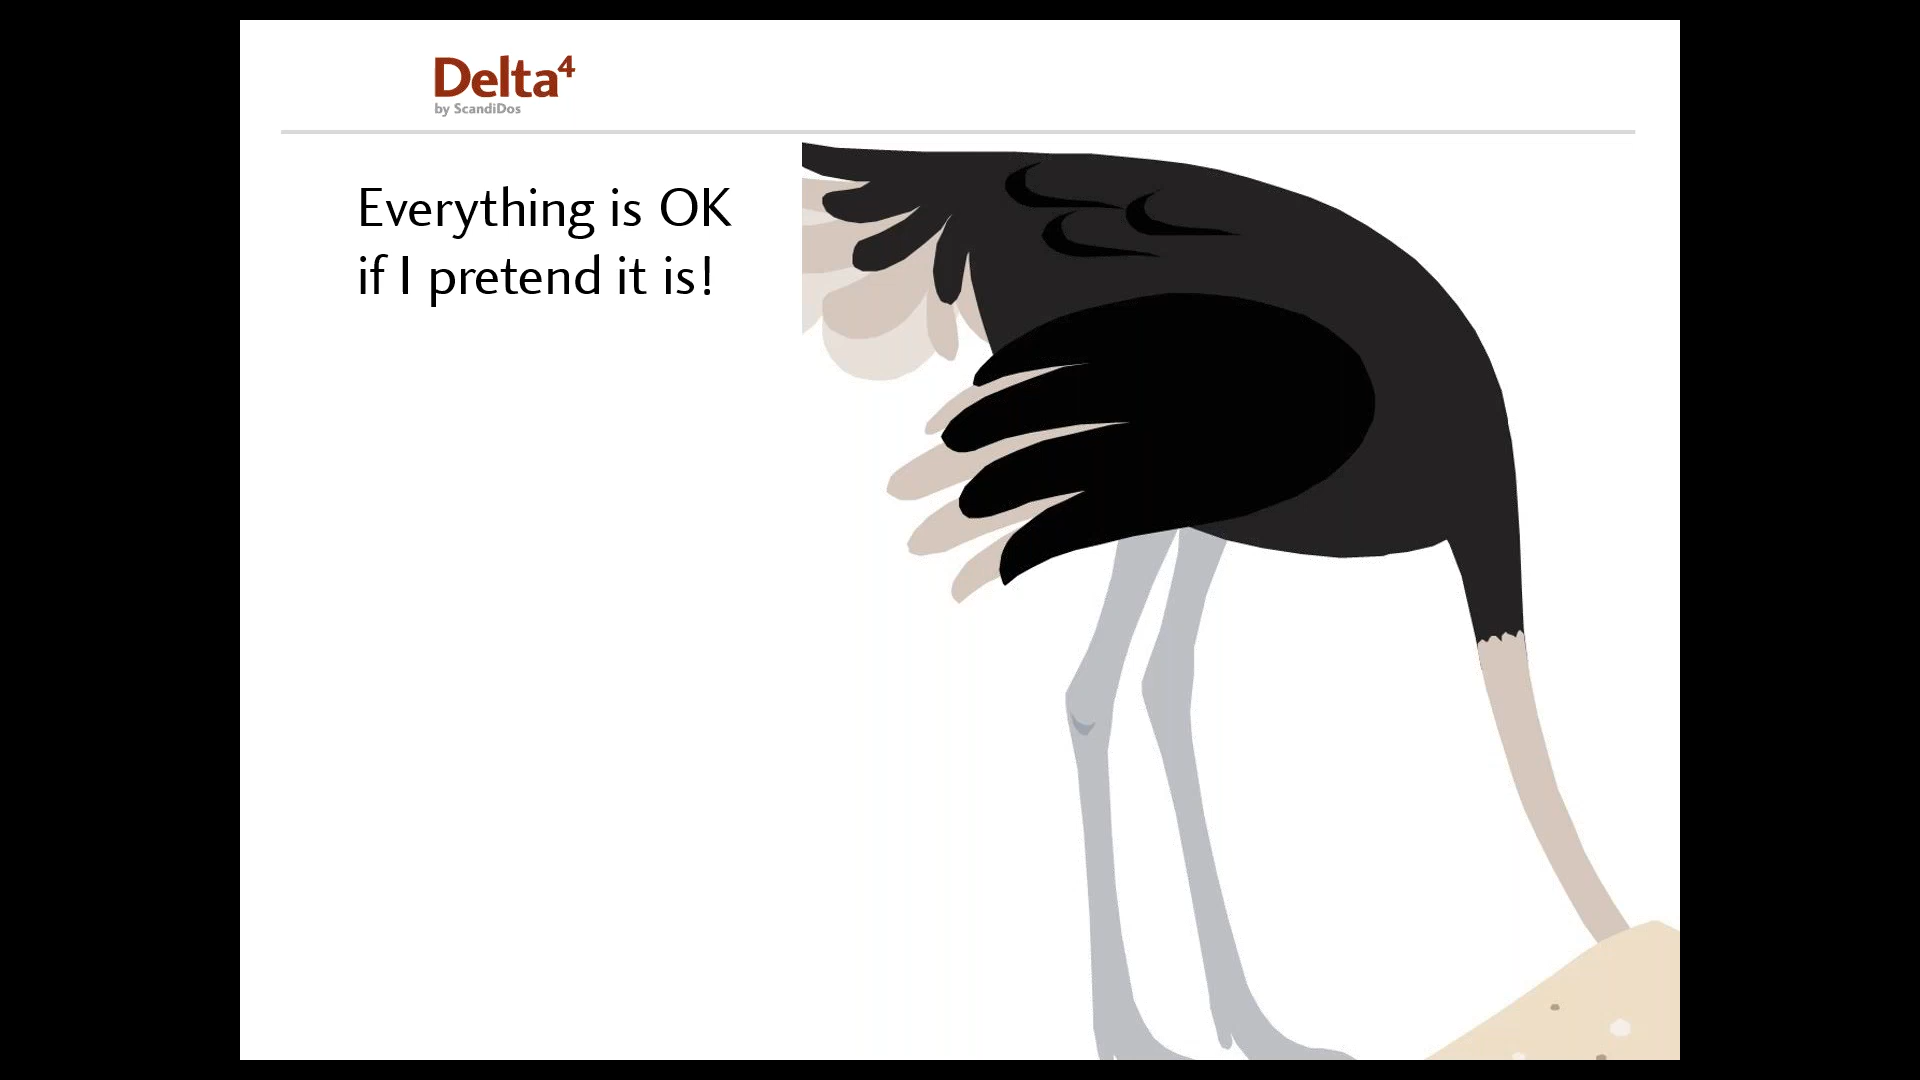 Delta⁴
by ScandiDos
Everything is OK
if I pretend it is!